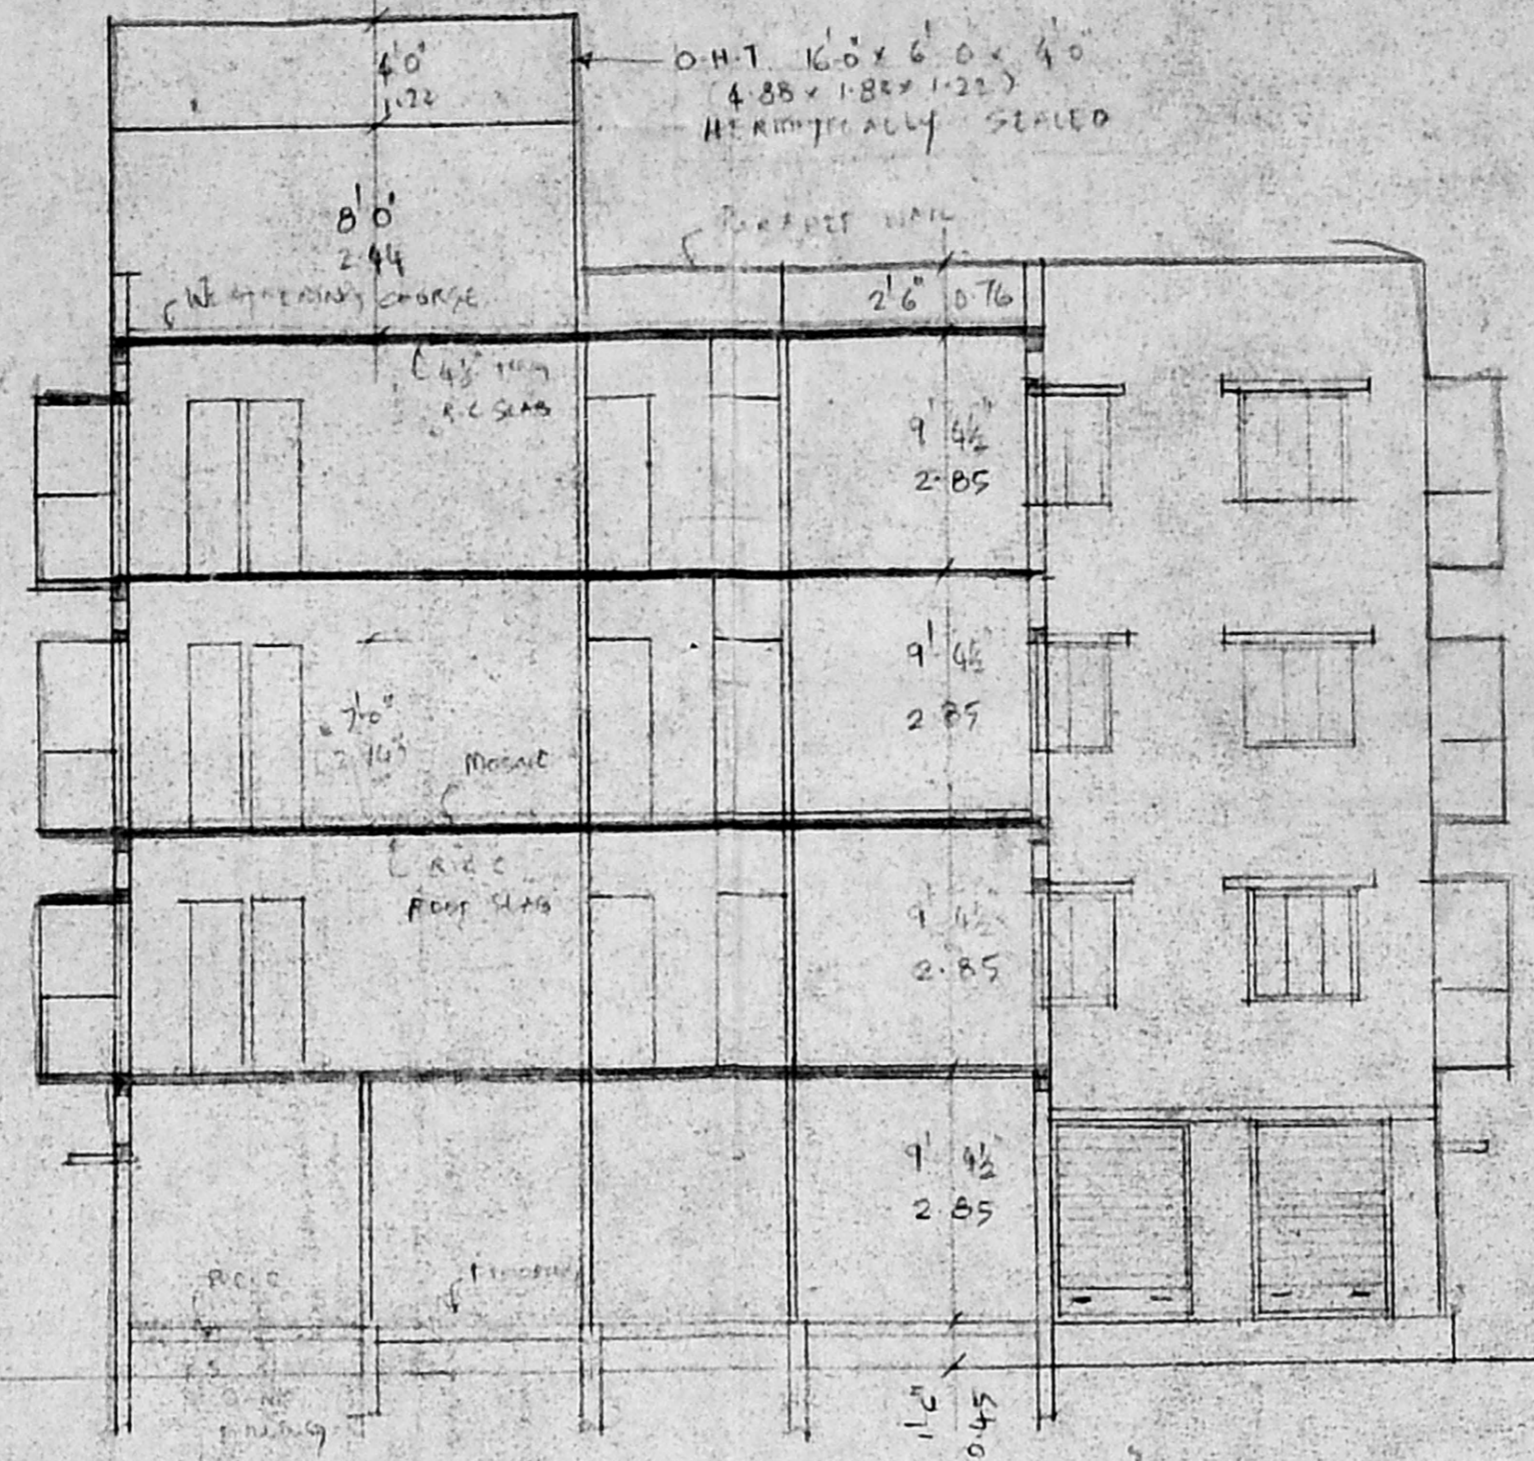 4'0"
1.22
O.H.T. 16'0" x 6'0 x 4'0"
(4.88 x 1.82 x 1.22)
HERMITICALLY SEALED
8'0"
2.44
PARAPET WALL
WEATHERING COURSE
2'6" 0.76
4½"
R.C SLAB
9' 4½"
2.85
9' 4½"
2.85
7'-0"
2.14
MOSAIC
R.C.C
ROOF SLAB
9' 4½"
2.85
9' 4½
2.85
R.C.C
FLOORING
1'6"
0.45